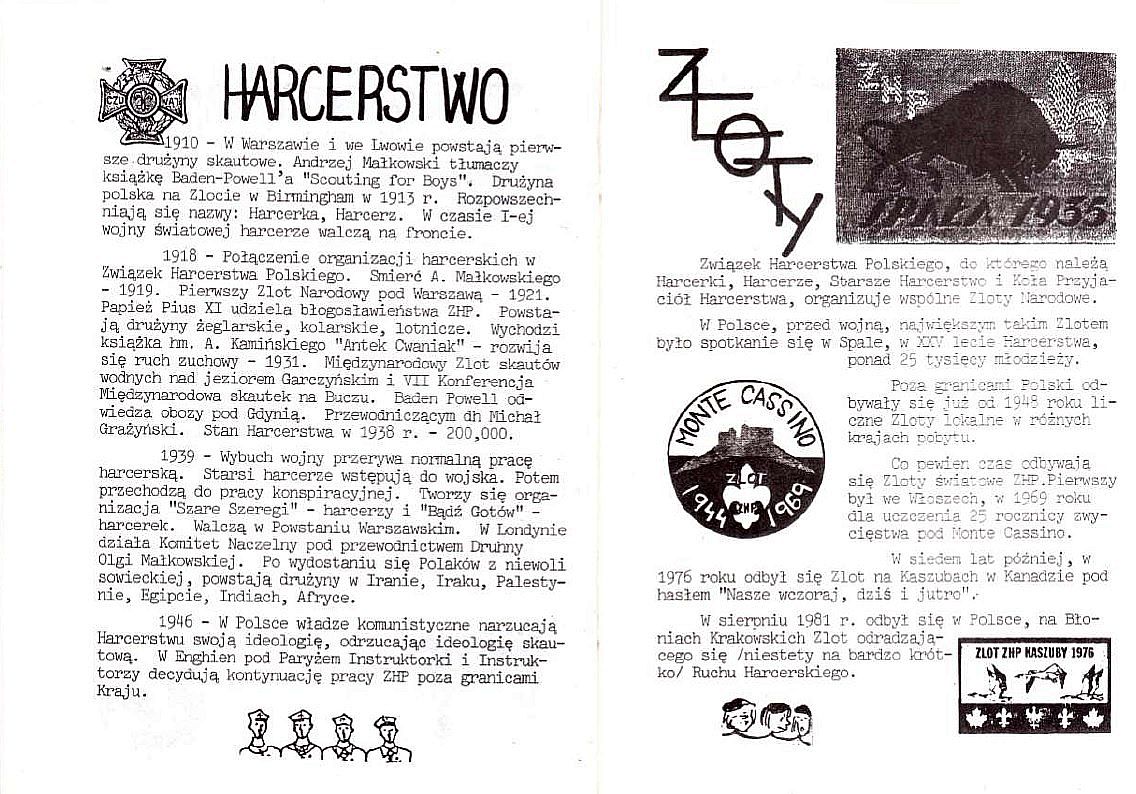 HARCERSTWO
CZU WAJ
1910 - W Warszawie i we Lwowie powstają pierw-
sze drużyny skautowe. Andrzej Małkowski tłumaczy
książkę Baden-Powell'a "Scouting for Boys". Drużyna
polska na Zlocie w Birmingham w 1913 r. Rozpowszech-
niają się nazwy: Harcerka, Harcerz. W czasie I-ej
wojny światowej harcerze walczą na froncie.
1918 - Połączenie organizacji harcerskich w
Związek Harcerstwa Polskiego. Smierć A. Małkowskiego
- 1919. Pierwszy Zlot Narodowy pod Warszawą - 1921.
Papież Pius XI udziela błogosławieństwa ZHP. Powsta-
ją drużyny żeglarskie, kolarskie, lotnicze. Wychodzi
książka hm. A. Kamińskiego "Antek Cwaniak" - rozwija
się ruch zuchowy - 1931. Międzynarodowy Zlot skautów
wodnych nad jeziorem Garczyńskim i VII Konferencja
Międzynarodowa skautek na Buczu. Baden Powell od-
wiedza obozy pod Gdynią. Przewodniczącym dh Michał
Grażyński. Stan Harcerstwa w 1938 r. - 200,000.
1939 - Wybuch wojny przerywa normalną pracę
harcerską. Starsi harcerze wstępują do wojska. Potem
przechodzą do pracy konspiracyjnej. Tworzy się orga-
nizacja "Szare Szeregi" - harcerzy i "Bądź Gotów" -
harcerek. Walczą w Powstaniu Warszawskim. W Londynie
działa Komitet Naczelny pod przewodnictwem Druhny
Olgi Małkowskiej. Po wydostaniu się Polaków z niewoli
sowieckiej, powstają drużyny w Iranie, Iraku, Palesty-
nie, Egipcie, Indiach, Afryce.
1946 - W Polsce władze komunistyczne narzucają
Harcerstwu swoją ideologię, odrzucając ideologię skau-
tową. W Enghien pod Paryżem Instruktorki i Instruk-
torzy decydują kontynuację pracy ZHP poza granicami
Kraju.
ZLOTY
ZHP
SPAŁA 1935
Związek Harcerstwa Polskiego, do którego należą
Harcerki, Harcerze, Starsze Harcerstwo i Koła Przyja-
ciół Harcerstwa, organizuje wspólne Zloty Narodowe.
W Polsce, przed wojną, największym takim Zlotem
było spotkanie się w Spale, w XXV lecie Harcerstwa,
ponad 25 tysięcy młodzieży.
Poza granicami Polski od-
bywały się już od 1948 roku li-
czne Zloty lokalne w różnych
krajach pobytu.
MONTE CASSINO
ZLOT
ZHP
1944 1969
Co pewien czas odbywają
się Zloty światowe ZHP.Pierwszy
był we Włoszech, w 1969 roku
dla uczczenia 25 rocznicy zwy-
cięstwa pod Monte Cassino.
W siedem lat później, w
1976 roku odbył się Zlot na Kaszubach w Kanadzie pod
hasłem "Nasze wczoraj, dziś i jutro".
W sierpniu 1981 r. odbył się w Polsce, na Bło-
niach Krakowskich Zlot odradzają-
cego się /niestety na bardzo krót-
ko/ Ruchu Harcerskiego.
ZLOT ZHP KASZUBY 1976